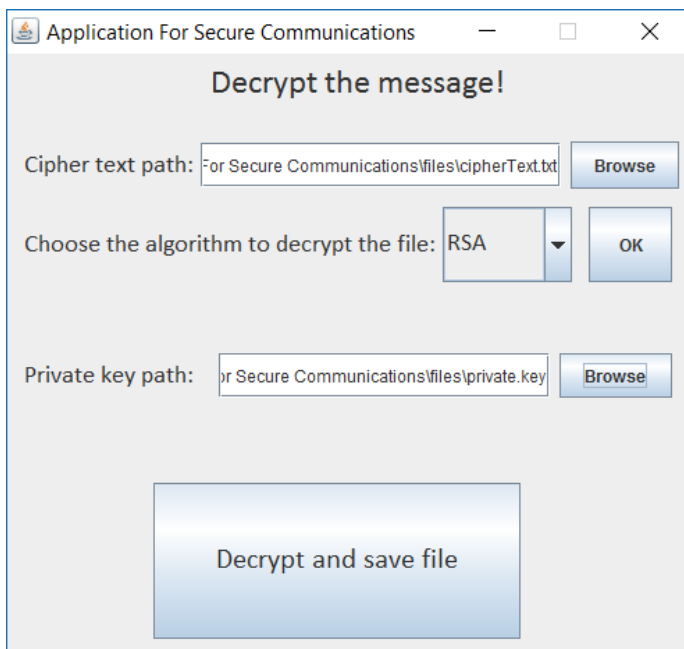 Application For Secure Communications
Decrypt the message!
Cipher text path: For Secure Communications\files\cipherText.txt Browse
Choose the algorithm to decrypt the file: RSA OK
Private key path: or Secure Communications\files\private.key Browse
Decrypt and save file